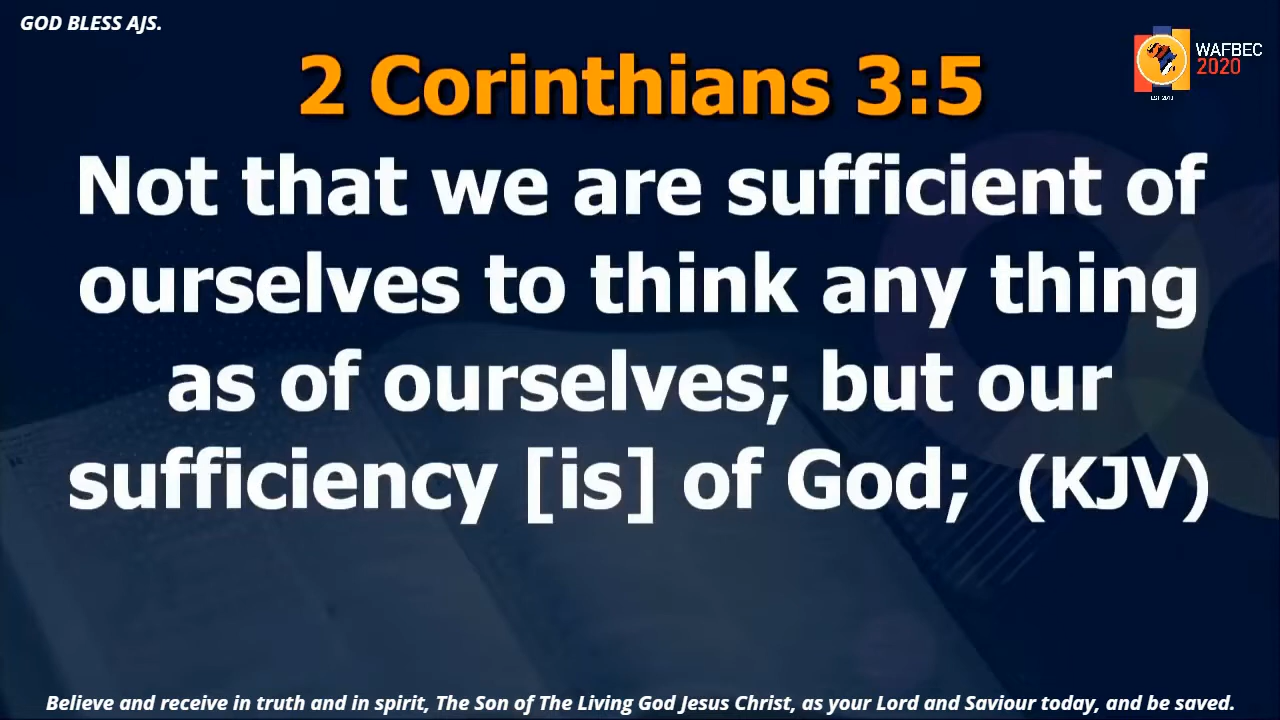 GOD BLESS AJS.
WAFBEC
2020
2 Corinthians 3:5
Not that we are sufficient of
ourselves to think any thing
as of ourselves; but our
sufficiency [is] of God;  (KJV)
Believe and receive in truth and in spirit, The Son of The Living God Jesus Christ, as your Lord and Saviour today, and be saved.